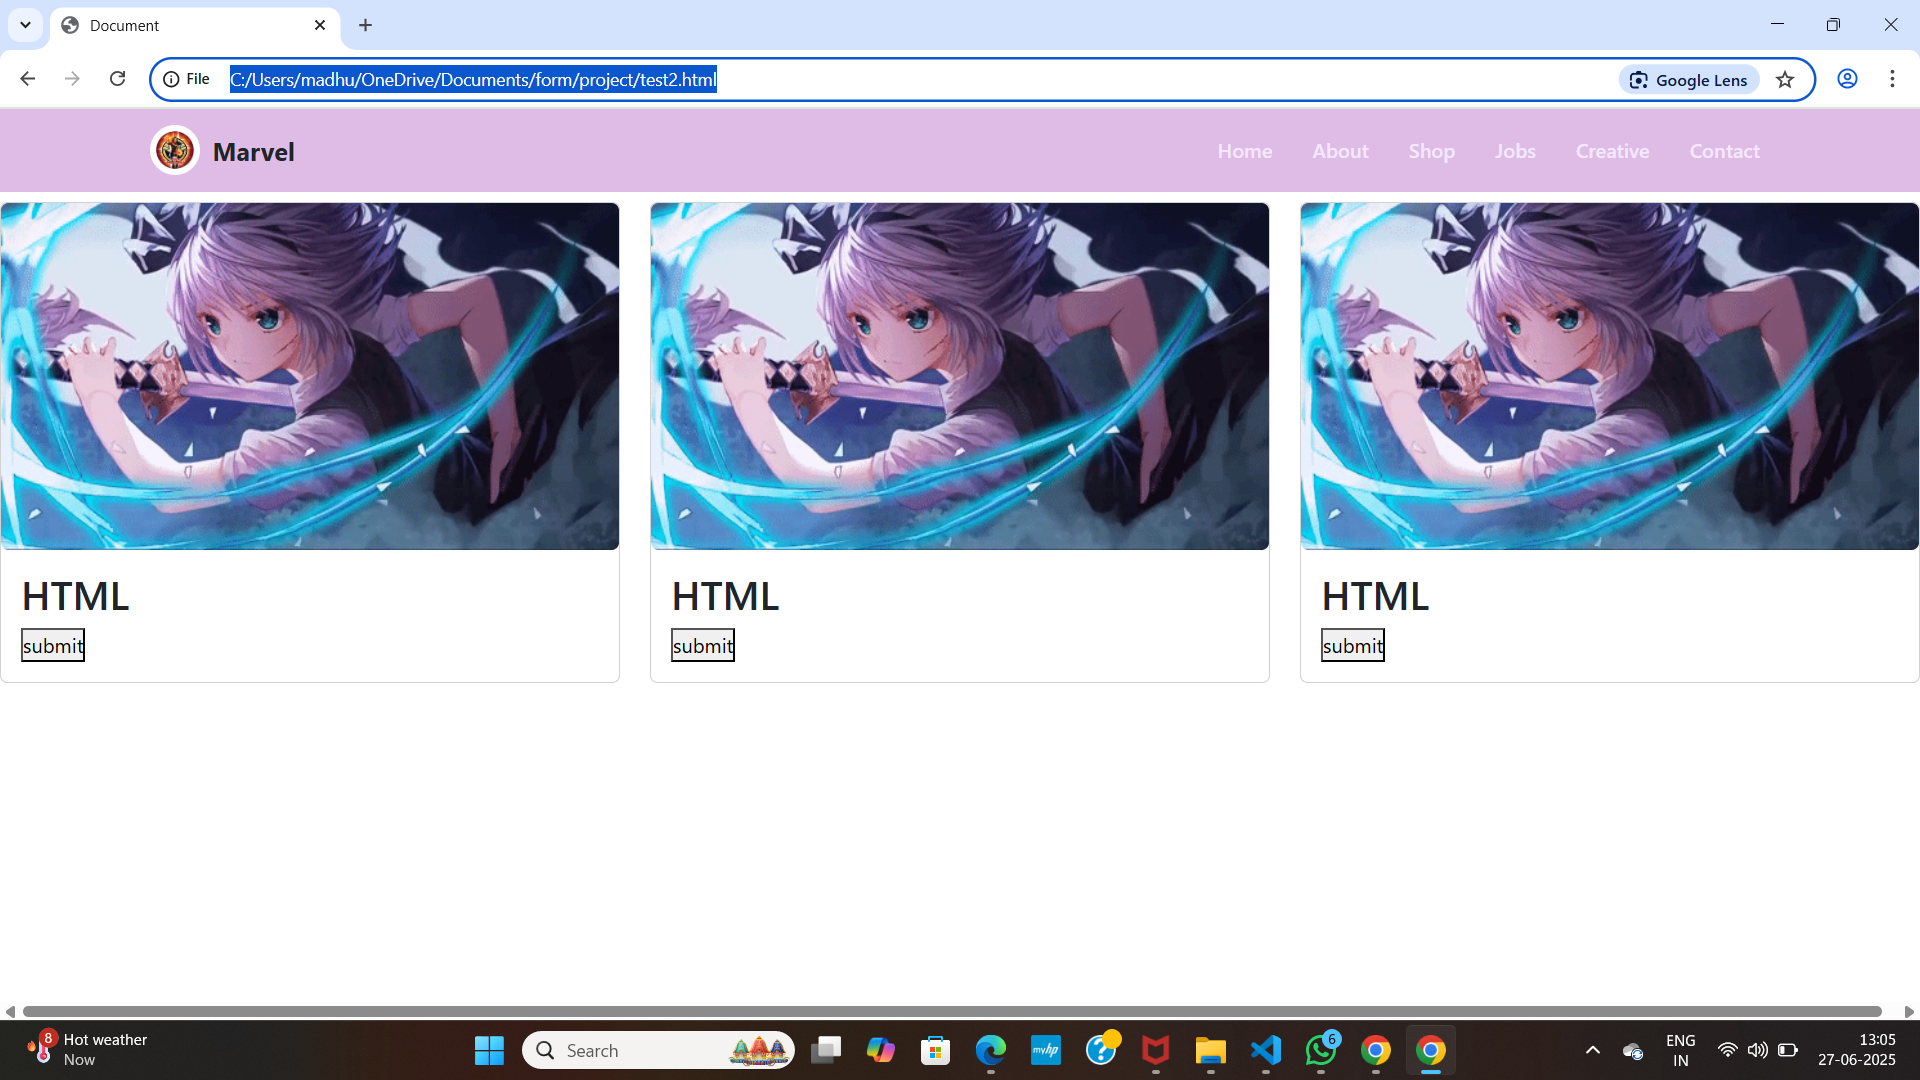 Document
File
C:/Users/madhu/OneDrive/Documents/form/project/test2.html
Google Lens
Marvel
Home
About
Shop
Jobs
Creative
Contact
HTML
submit
HTML
submit
HTML
submit
8
Hot weather
Now
Search
myhp
?
6
ENG
IN
13:05
27-06-2025